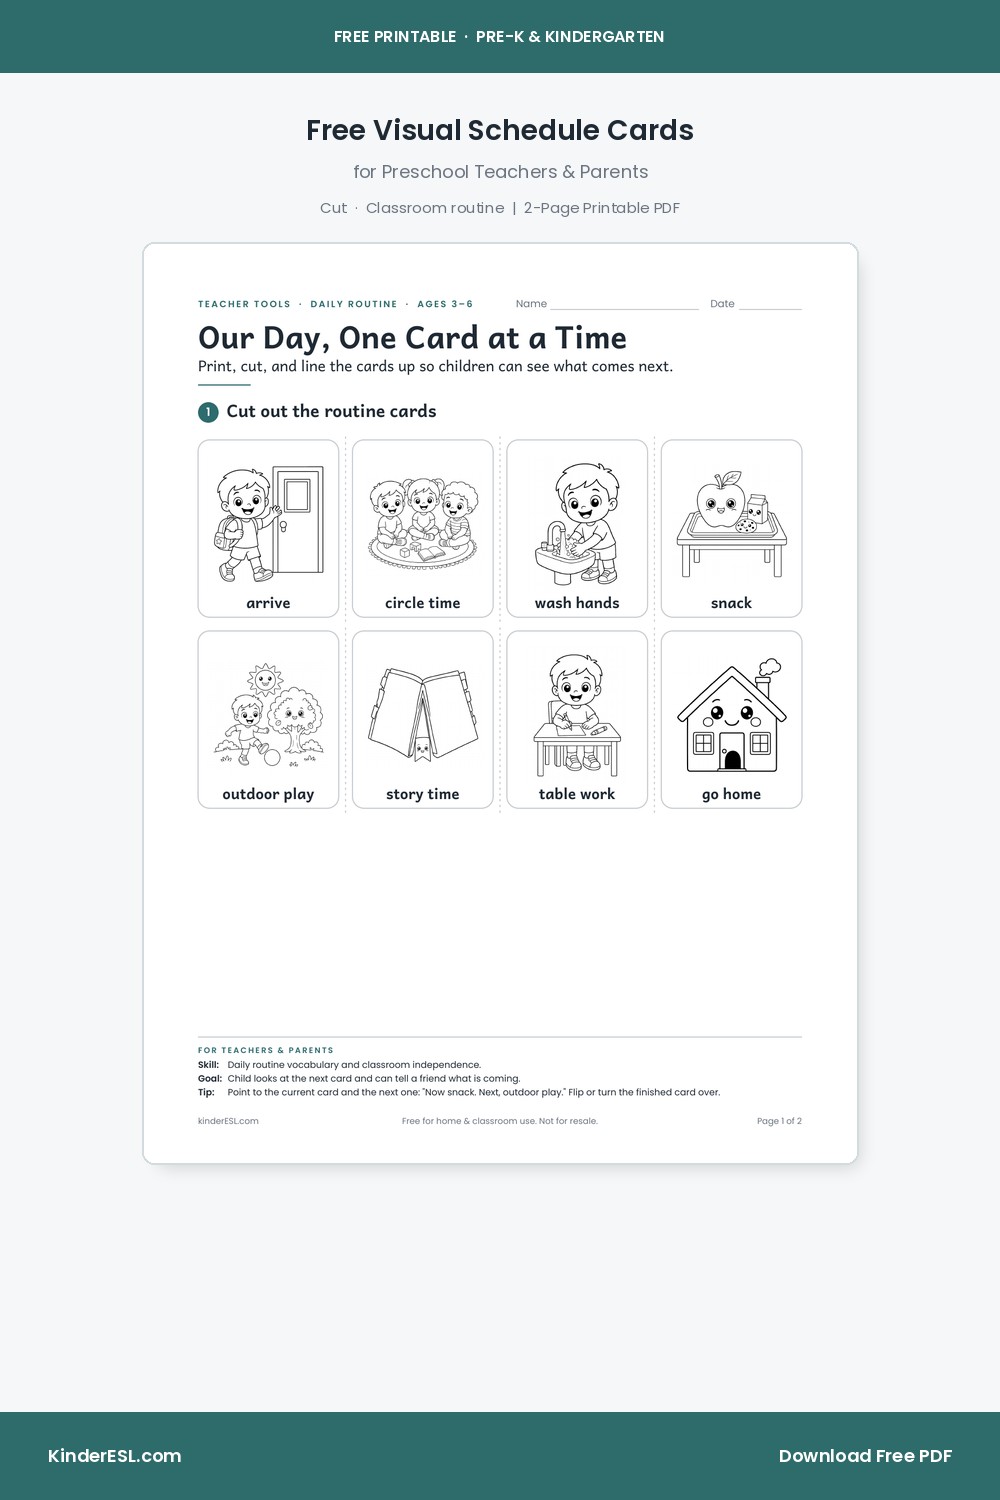 FREE PRINTABLE · PRE-K & KINDERGARTEN
Free Visual Schedule Cards
for Preschool Teachers & Parents
Cut · Classroom routine | 2-Page Printable PDF
TEACHER TOOLS · DAILY ROUTINE · AGES 3–6 Name Date
Our Day, One Card at a Time
Print, cut, and line the cards up so children can see what comes next.
1 Cut out the routine cards
arrive circle time wash hands snack
outdoor play story time table work go home
FOR TEACHERS & PARENTS
Skill: Daily routine vocabulary and classroom independence.
Goal: Child looks at the next card and can tell a friend what is coming.
Tip: Point to the current card and the next one: "Now snack. Next, outdoor play." Flip or turn the finished card over.
kinderESL.com Free for home & classroom use. Not for resale. Page 1 of 2
KinderESL.com Download Free PDF